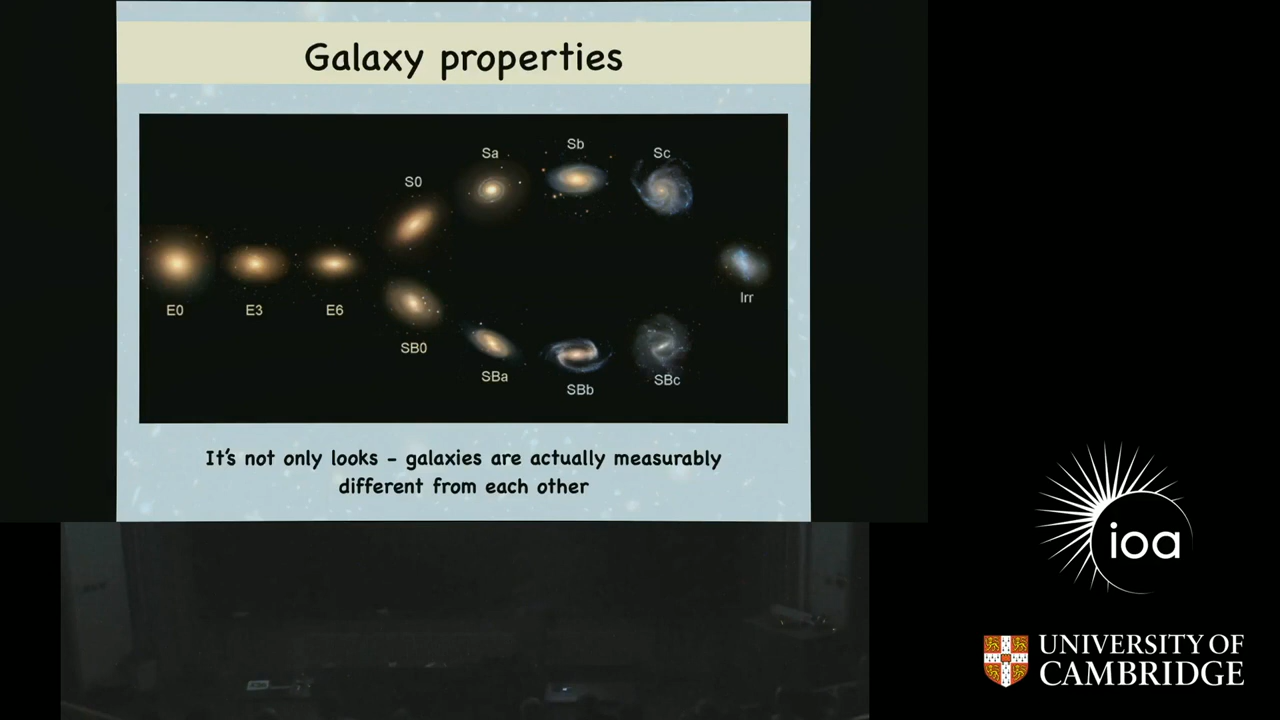 Galaxy properties
Sa
Sb
Sc
S0
E0
E3
E6
Irr
SB0
SBa
SBb
SBc
It's not only looks – galaxies are actually measurably
different from each other
ioa
UNIVERSITY OF
CAMBRIDGE